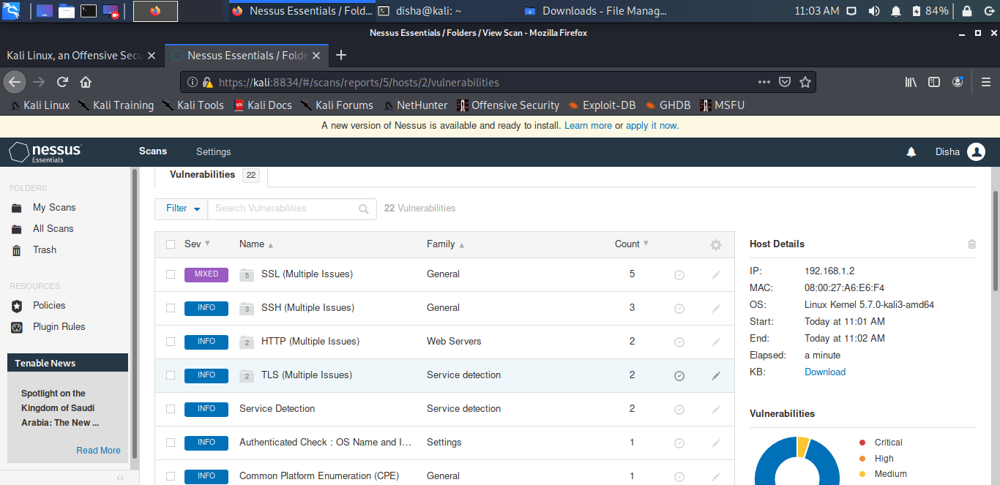 Nessus Essentials / Fold...
disha@kali: ~
Downloads - File Manag...
11:03 AM
84%
Nessus Essentials / Folders / View Scan - Mozilla Firefox
Kali Linux, an Offensive Secu
Nessus Essentials / Folde
https://kali:8834/#/scans/reports/5/hosts/2/vulnerabilities
Kali Linux
Kali Training
Kali Tools
Kali Docs
Kali Forums
NetHunter
Offensive Security
Exploit-DB
GHDB
MSFU
A new version of Nessus is available and ready to install. Learn more or apply it now.
nessus
Essentials
Scans
Settings
Disha
FOLDERS
My Scans
All Scans
Trash
RESOURCES
Policies
Plugin Rules
Tenable News
Spotlight on the
Kingdom of Saudi
Arabia: The New ...
Read More
Vulnerabilities 22
Filter
Search Vulnerabilities
22 Vulnerabilities
Sev Name Family Count
MIXED 5 SSL (Multiple Issues) General 5
INFO 3 SSH (Multiple Issues) General 3
INFO 2 HTTP (Multiple Issues) Web Servers 2
INFO 2 TLS (Multiple Issues) Service detection 2
INFO Service Detection Service detection 2
INFO Authenticated Check : OS Name and I... Settings 1
INFO Common Platform Enumeration (CPE) General 1
Host Details
IP: 192.168.1.2
MAC: 08:00:27:A6:E6:F4
OS: Linux Kernel 5.7.0-kali3-amd64
Start: Today at 11:01 AM
End: Today at 11:02 AM
Elapsed: a minute
KB: Download
Vulnerabilities
Critical
High
Medium